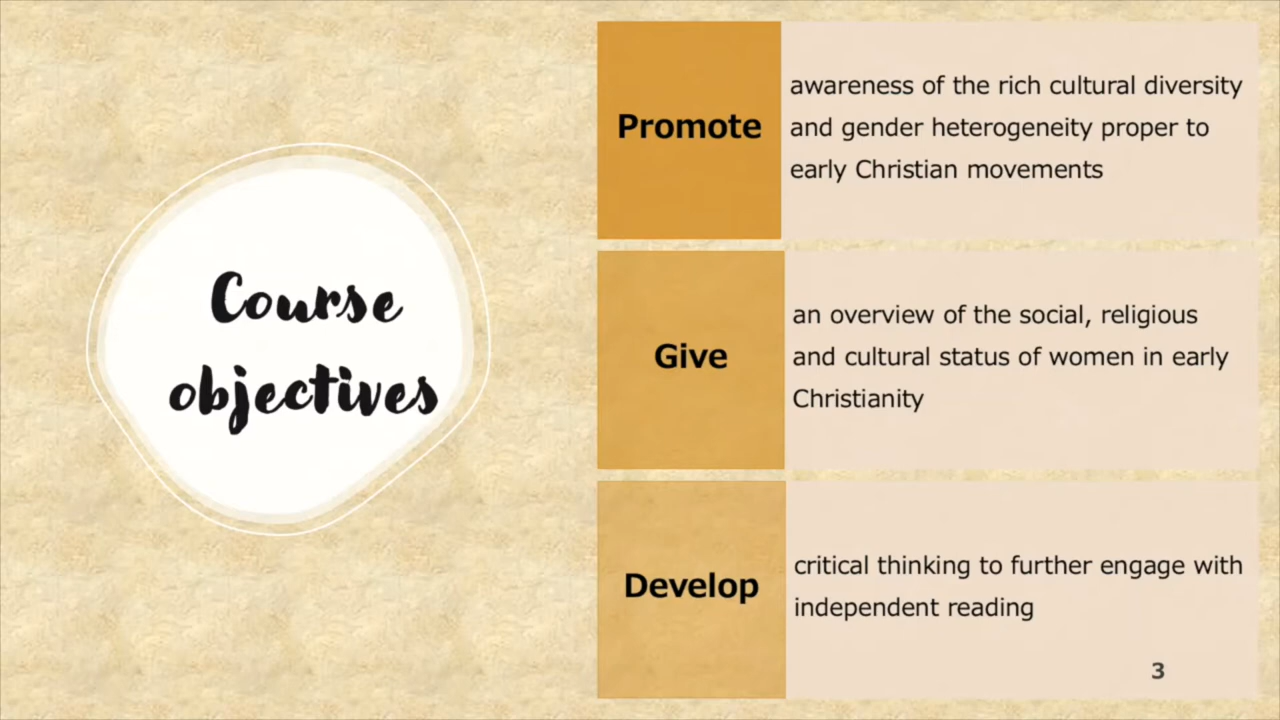 Course
objectives
Promote
awareness of the rich cultural diversity
and gender heterogeneity proper to
early Christian movements
Give
an overview of the social, religious
and cultural status of women in early
Christianity
Develop
critical thinking to further engage with
independent reading
3